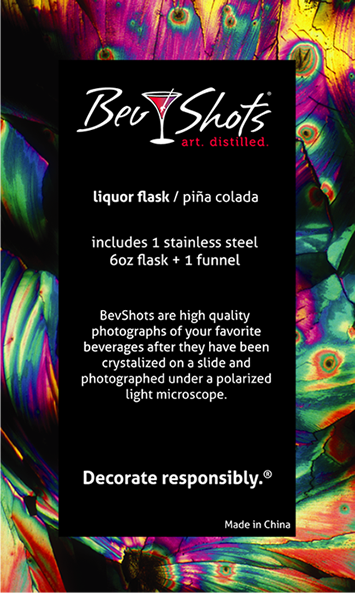 Bev Shots®
art. distilled.
liquor flask / piña colada
includes 1 stainless steel
6oz flask + 1 funnel
BevShots are high quality
photographs of your favorite
beverages after they have been
crystalized on a slide and
photographed under a polarized
light microscope.
Decorate responsibly.®
Made in China